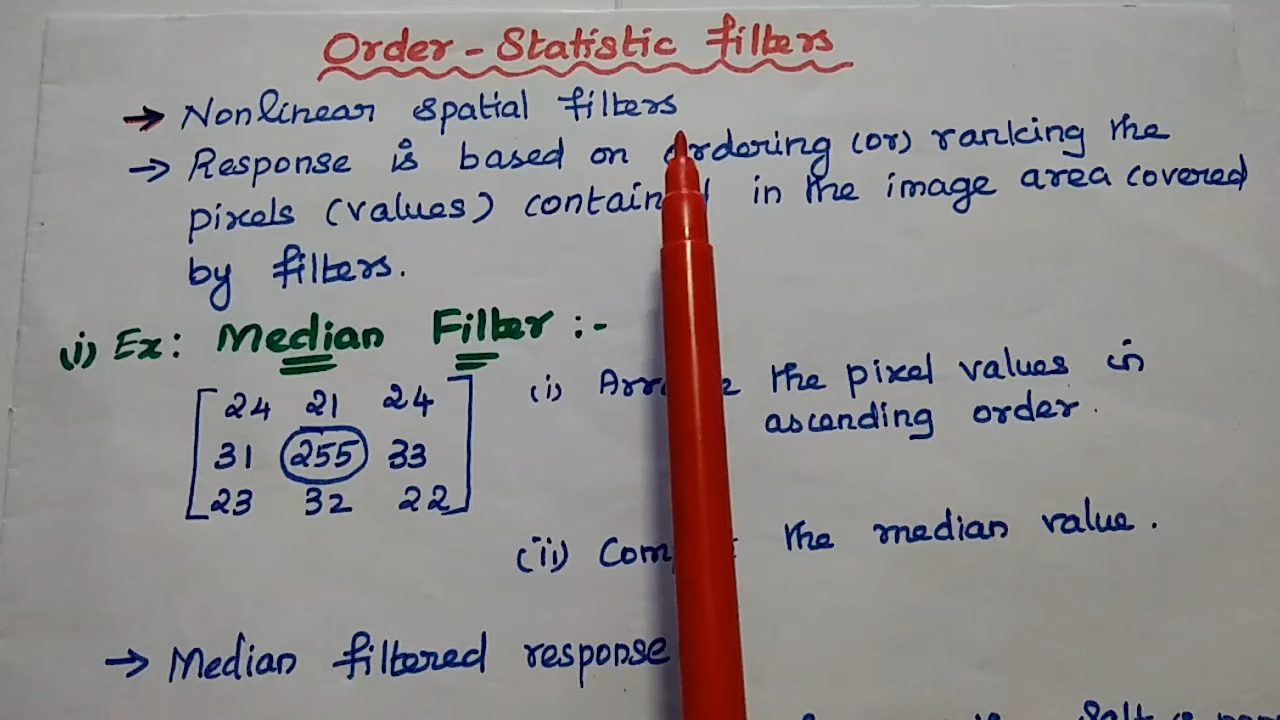 Order - Statistic Filters
→ Nonlinear spatial filters
→ Response is based on ordering (or) ranking the
pixels (values) contain in the image area covered
by filters.
(i) Ex: Median Filter :-
24 21 24
31 255 33
23 32 22
(i) the pixel values in
ascending order.
(ii) the median value.
→ Median filtered response